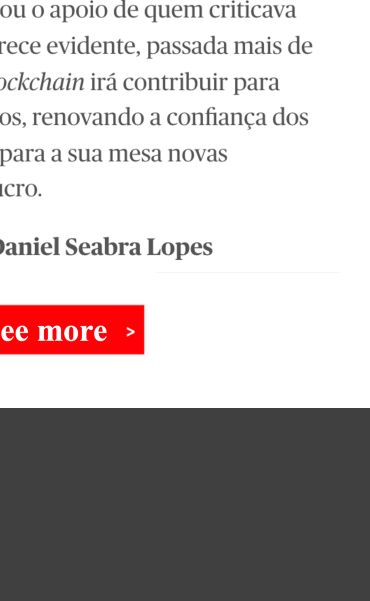 ou o apoio de quem criticava
rece evidente, passada mais de
ockchain irá contribuir para
os, renovando a confiança dos
para a sua mesa novas
ucro.
Daniel Seabra Lopes
ee more >